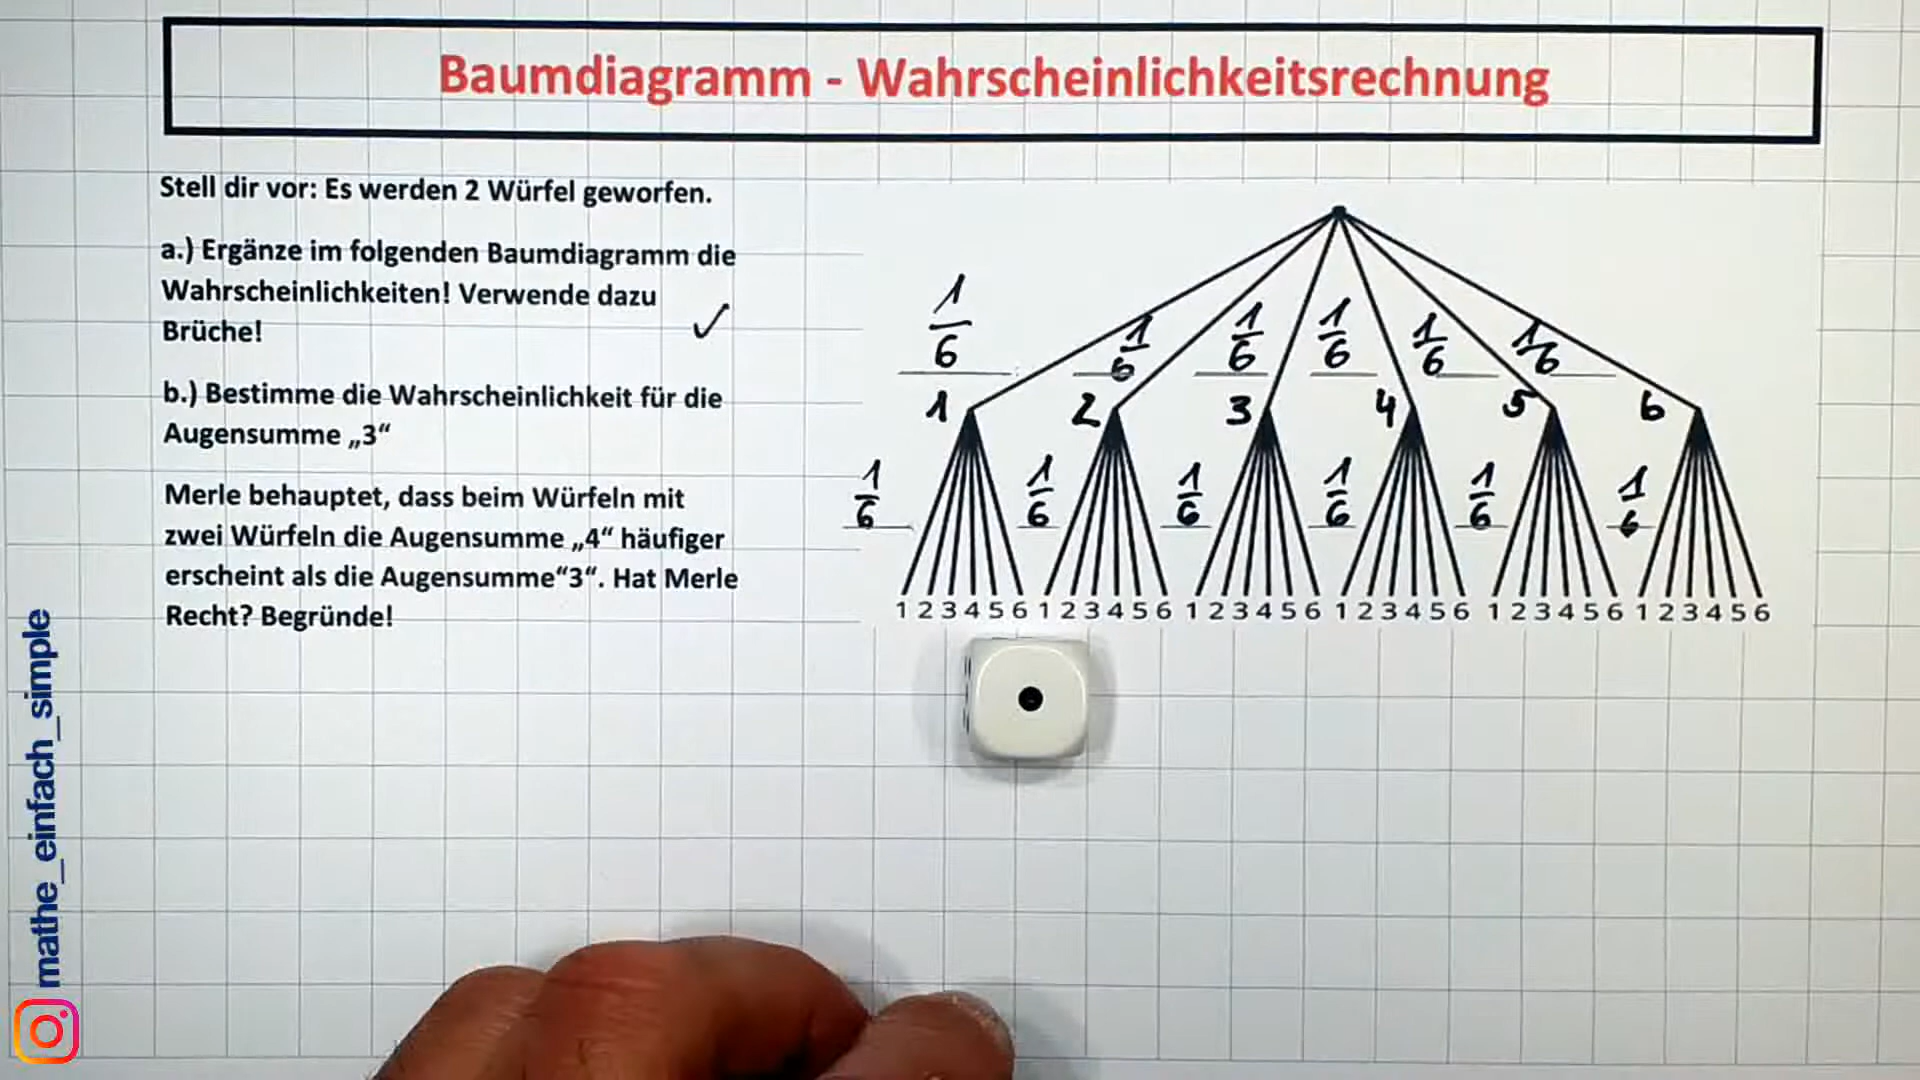 Baumdiagramm - Wahrscheinlichkeitsrechnung
Stell dir vor: Es werden 2 Würfel geworfen.
a.) Ergänze im folgenden Baumdiagramm die
Wahrscheinlichkeiten! Verwende dazu
Brüche! ✓
b.) Bestimme die Wahrscheinlichkeit für die
Augensumme „3“
Merle behauptet, dass beim Würfeln mit
zwei Würfeln die Augensumme „4“ häufiger
erscheint als die Augensumme“3“. Hat Merle
Recht? Begründe!
1/6 1/6 1/6 1/6 1/6 1/6
1 2 3 4 5 6
1/6 1/6 1/6 1/6 1/6 1/6
1 2 3 4 5 6 1 2 3 4 5 6 1 2 3 4 5 6 1 2 3 4 5 6 1 2 3 4 5 6 1 2 3 4 5 6
mathe_einfach_simple